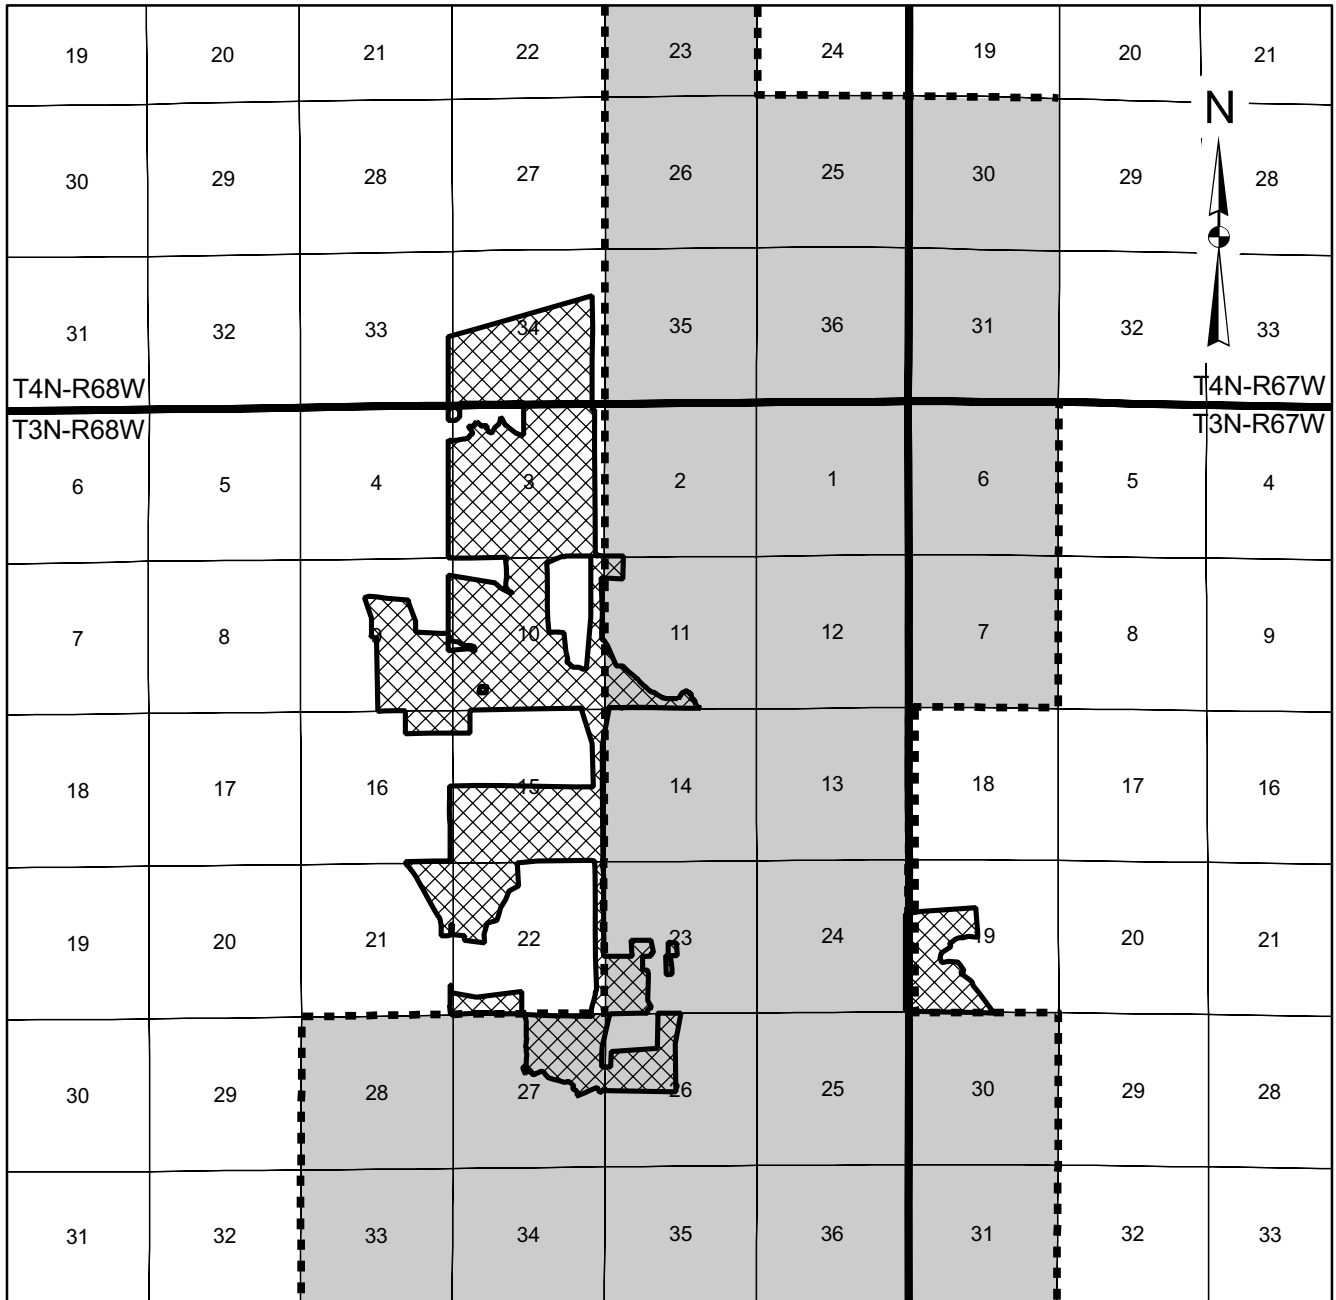 19 20 21 22 23 24 19 20 21
N
30 29 28 27 26 25 30 29 28
31 32 33 34 35 36 31 32 33
T4N-R68W T4N-R67W
T3N-R68W T3N-R67W
6 5 4 3 2 1 6 5 4
7 8 9 10 11 12 7 8 9
18 17 16 15 14 13 18 17 16
19 20 21 22 23 24 19 20 21
30 29 28 27 26 25 30 29 28
31 32 33 34 35 36 31 32 33